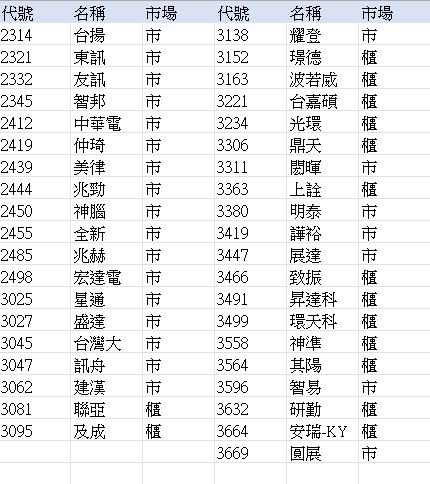 代號 名稱 市場 代號 名稱 市場
2314 台揚 市 3138 耀登 市
2321 東訊 市 3152 璟德 櫃
2332 友訊 市 3163 波若威 櫃
2345 智邦 市 3221 台嘉碩 櫃
2412 中華電 市 3234 光環 櫃
2419 仲琦 市 3306 鼎天 櫃
2439 美律 市 3311 閎暉 市
2444 兆勁 市 3363 上詮 櫃
2450 神腦 市 3380 明泰 市
2455 全新 市 3419 譁裕 市
2485 兆赫 市 3447 展達 市
2498 宏達電 市 3466 致振 櫃
3025 星通 市 3491 昇達科 櫃
3027 盛達 市 3499 環天科 櫃
3045 台灣大 市 3558 神準 櫃
3047 訊舟 市 3564 其陽 櫃
3062 建漢 市 3596 智易 市
3081 聯亞 櫃 3632 研勤 櫃
3095 及成 櫃 3664 安瑞-KY 櫃
3669 圓展 市